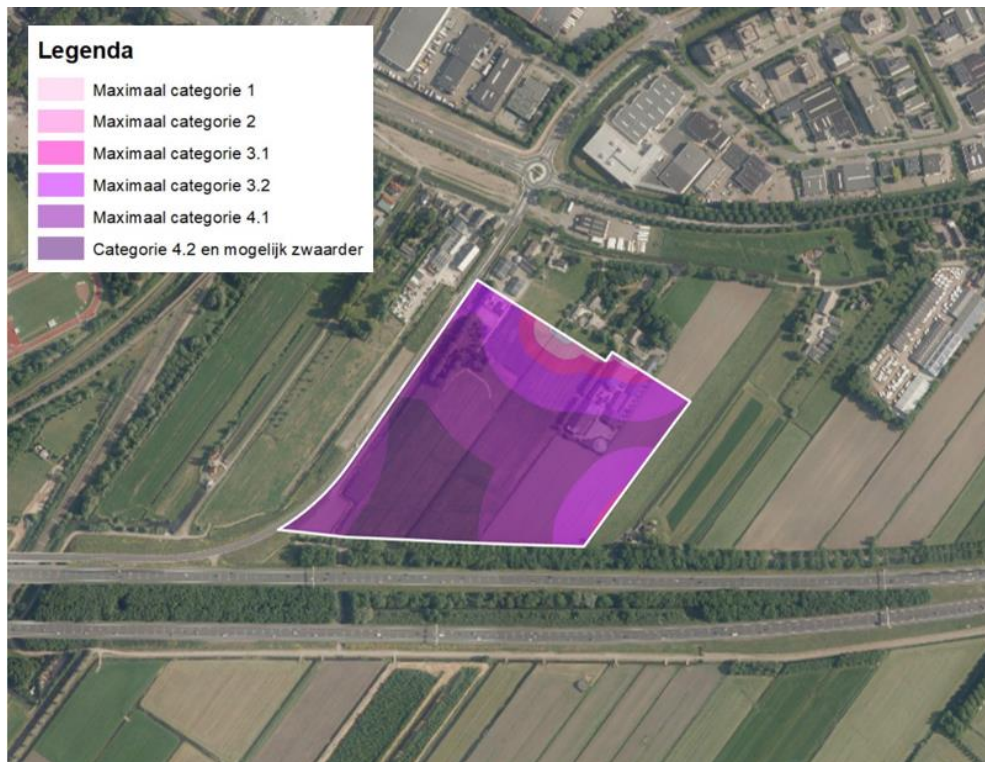 Legenda
Maximaal categorie 1
Maximaal categorie 2
Maximaal categorie 3.1
Maximaal categorie 3.2
Maximaal categorie 4.1
Categorie 4.2 en mogelijk zwaarder